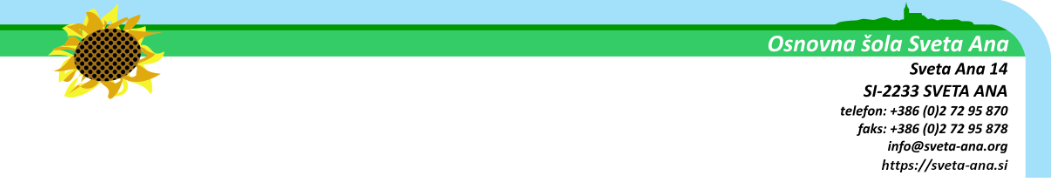 Osnovna šola Sveta Ana
Sveta Ana 14
SI-2233 SVETA ANA
telefon: +386 (0)2 72 95 870
faks: +386 (0)2 72 95 878
info@sveta-ana.org
https://sveta-ana.si